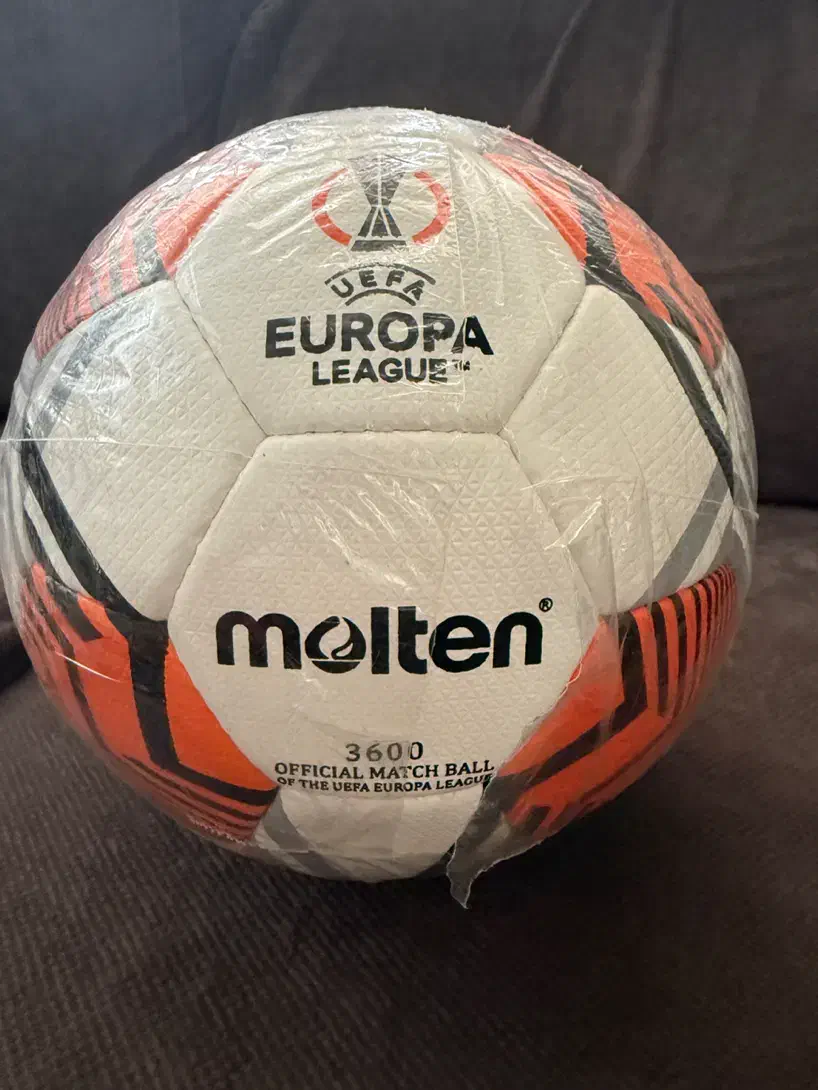 UEFA
EUROPA
LEAGUE™
molten®
3600
OFFICIAL MATCH BALL
OF THE UEFA EUROPA LEAGUE